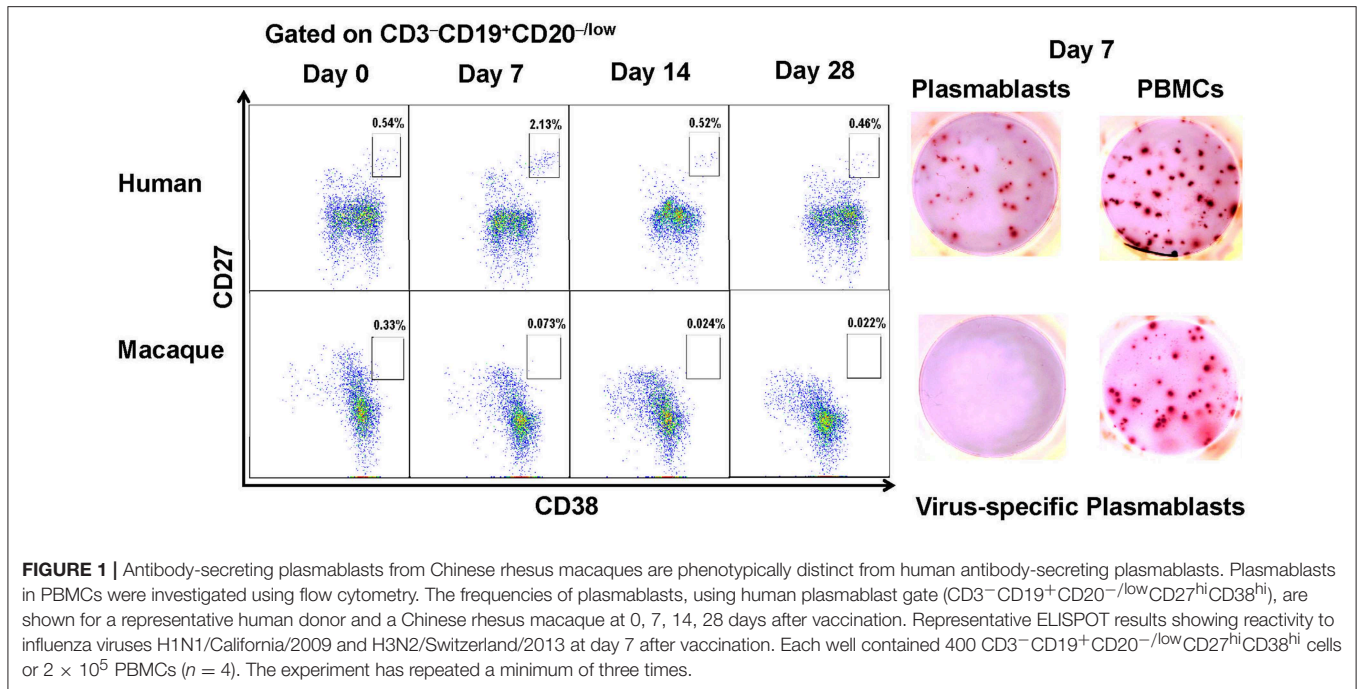 Gated on CD3⁻CD19⁺CD20⁻/low
Day 0 Day 7 Day 14 Day 28
Day 7
Plasmablasts PBMCs
Human
0.54% 2.13% 0.52% 0.46%
CD27
Macaque
0.33% 0.073% 0.024% 0.022%
CD38
Virus-specific Plasmablasts
FIGURE 1 | Antibody-secreting plasmablasts from Chinese rhesus macaques are phenotypically distinct from human antibody-secreting plasmablasts. Plasmablasts
in PBMCs were investigated using flow cytometry. The frequencies of plasmablasts, using human plasmablast gate (CD3−CD19+CD20−/lowCD27hiCD38hi), are
shown for a representative human donor and a Chinese rhesus macaque at 0, 7, 14, 28 days after vaccination. Representative ELISPOT results showing reactivity to
influenza viruses H1N1/California/2009 and H3N2/Switzerland/2013 at day 7 after vaccination. Each well contained 400 CD3−CD19+CD20−/lowCD27hiCD38hi cells
or 2 × 10⁵ PBMCs (n = 4). The experiment has repeated a minimum of three times.